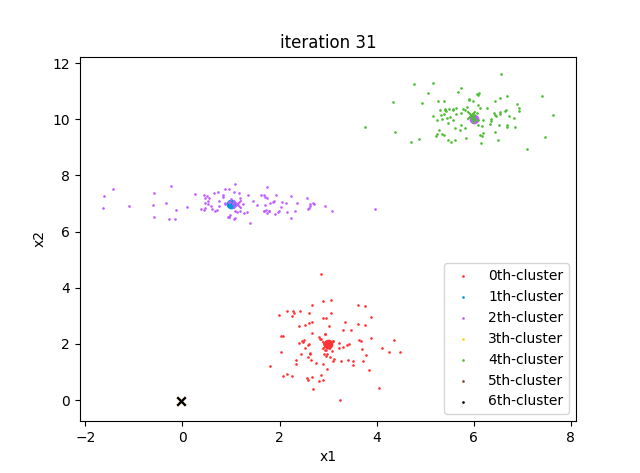 iteration 31
12
10
8
6
4
2
0
x2
−2
0
2
4
6
8
x1
0th-cluster
1th-cluster
2th-cluster
3th-cluster
4th-cluster
5th-cluster
6th-cluster